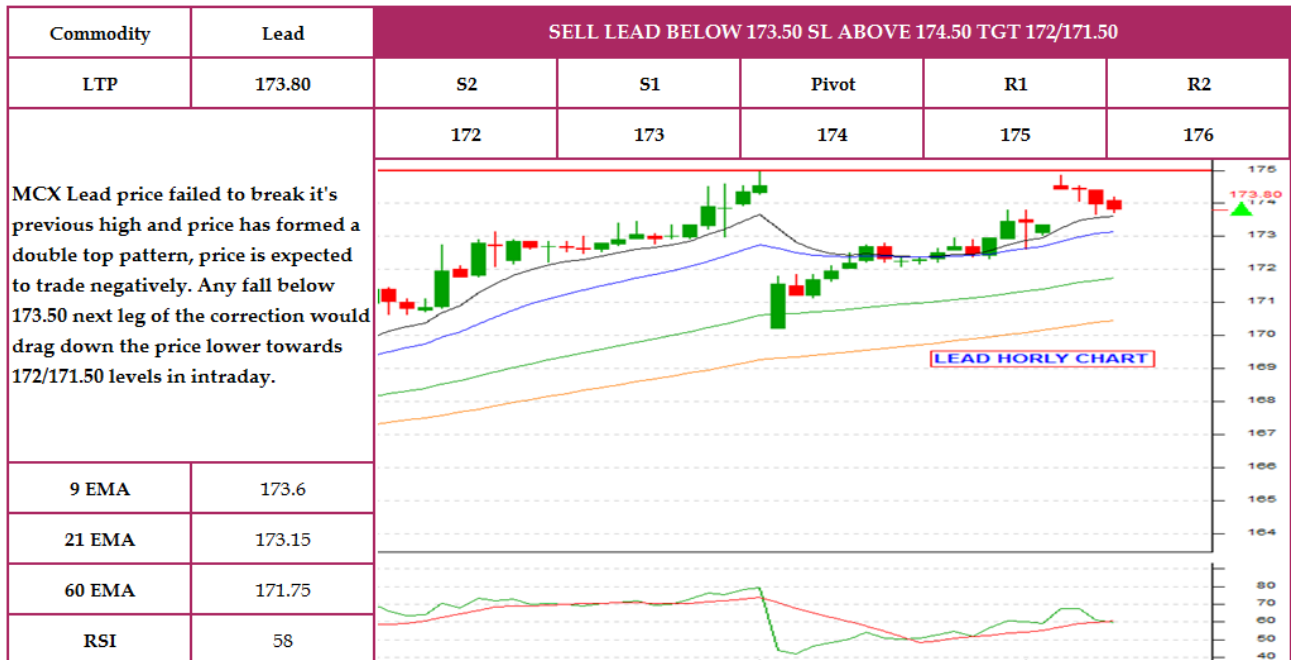 Commodity Lead SELL LEAD BELOW 173.50 SL ABOVE 174.50 TGT 172/171.50
LTP 173.80 S2 S1 Pivot R1 R2
172 173 174 175 176
MCX Lead price failed to break it's
previous high and price has formed a
double top pattern, price is expected
to trade negatively. Any fall below
173.50 next leg of the correction would
drag down the price lower towards
172/171.50 levels in intraday.
175
173.80
174
173
172
171
170
LEAD HORLY CHART
169
168
167
166
165
164
9 EMA 173.6
21 EMA 173.15
60 EMA 171.75
RSI 58
80
70
60
50
40